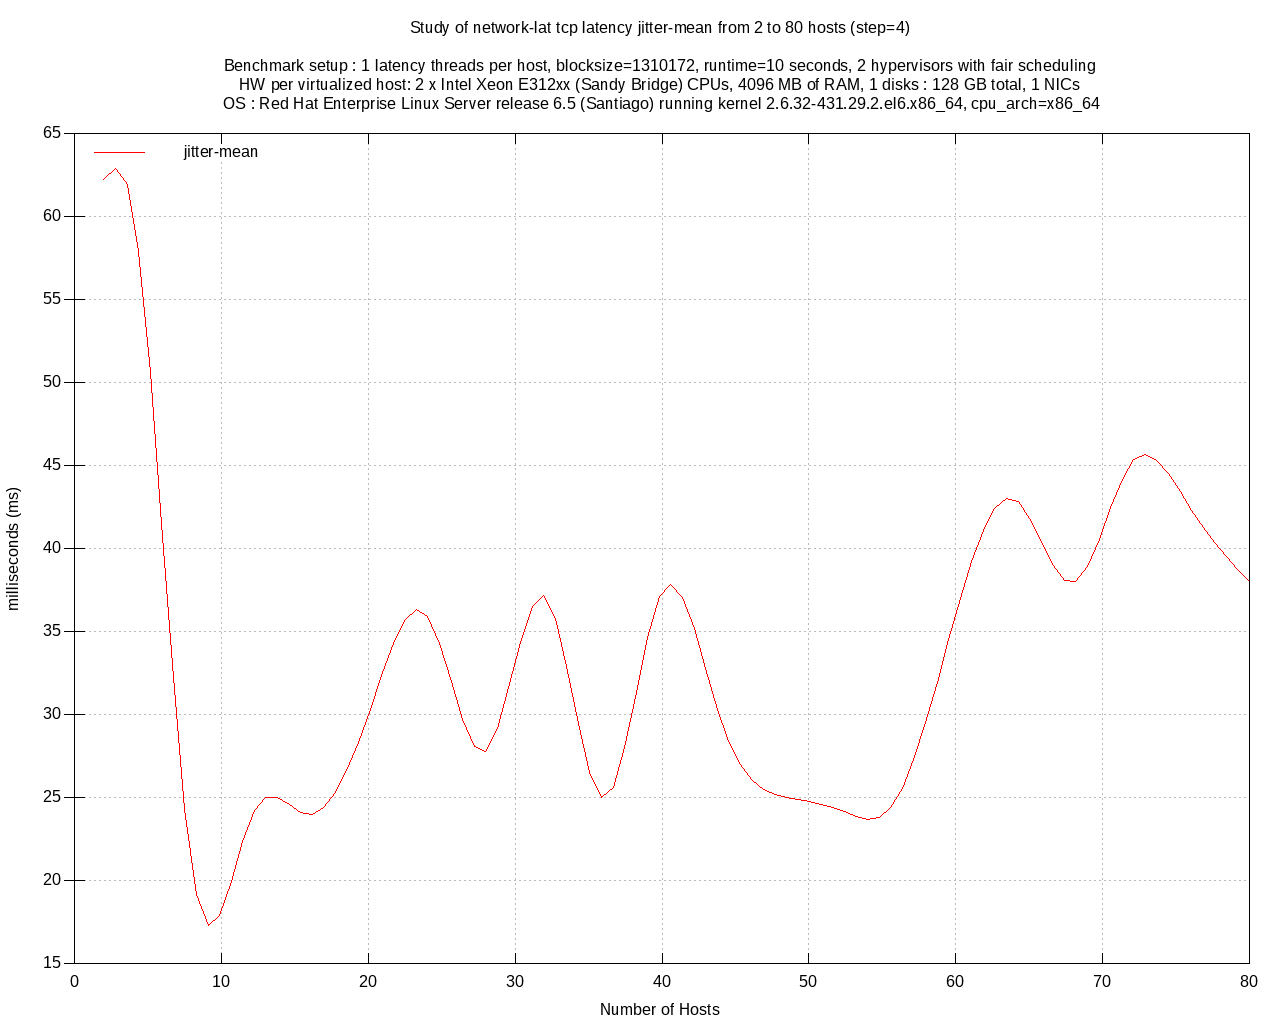 Study of network-lat tcp latency jitter-mean from 2 to 80 hosts (step=4)
Benchmark setup : 1 latency threads per host, blocksize=1310172, runtime=10 seconds, 2 hypervisors with fair scheduling
HW per virtualized host: 2 x Intel Xeon E312xx (Sandy Bridge) CPUs, 4096 MB of RAM, 1 disks : 128 GB total, 1 NICs
OS : Red Hat Enterprise Linux Server release 6.5 (Santiago) running kernel 2.6.32-431.29.2.el6.x86_64, cpu_arch=x86_64
jitter-mean
65
60
55
50
45
40
35
30
25
20
15
milliseconds (ms)
0 10 20 30 40 50 60 70 80
Number of Hosts